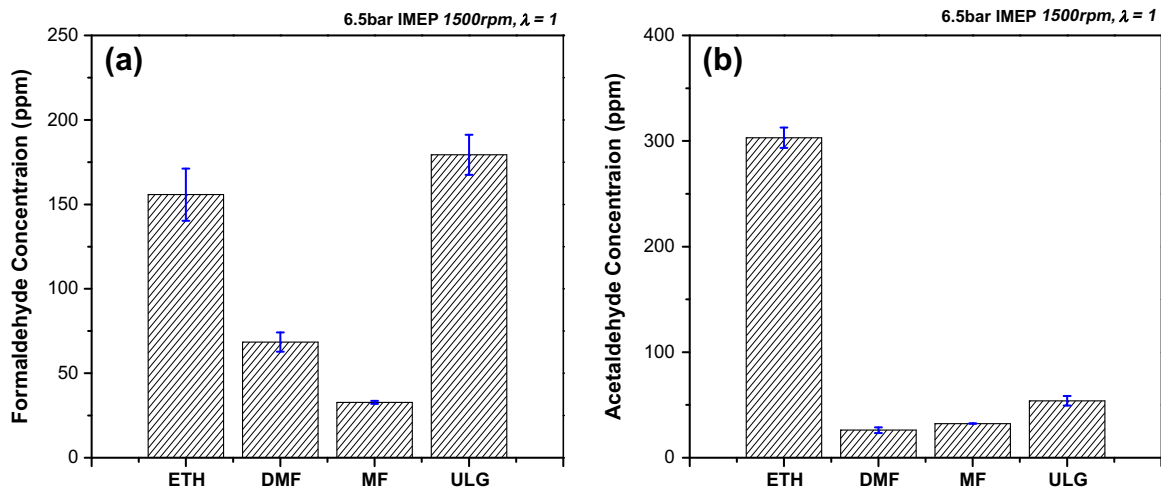 6.5bar IMEP 1500rpm, λ = 1
(a)
Formaldehyde Concentraion (ppm)
250
200
150
100
50
0
ETH DMF MF ULG
6.5bar IMEP 1500rpm, λ = 1
(b)
Acetaldehyde Concentraion (ppm)
400
300
200
100
0
ETH DMF MF ULG